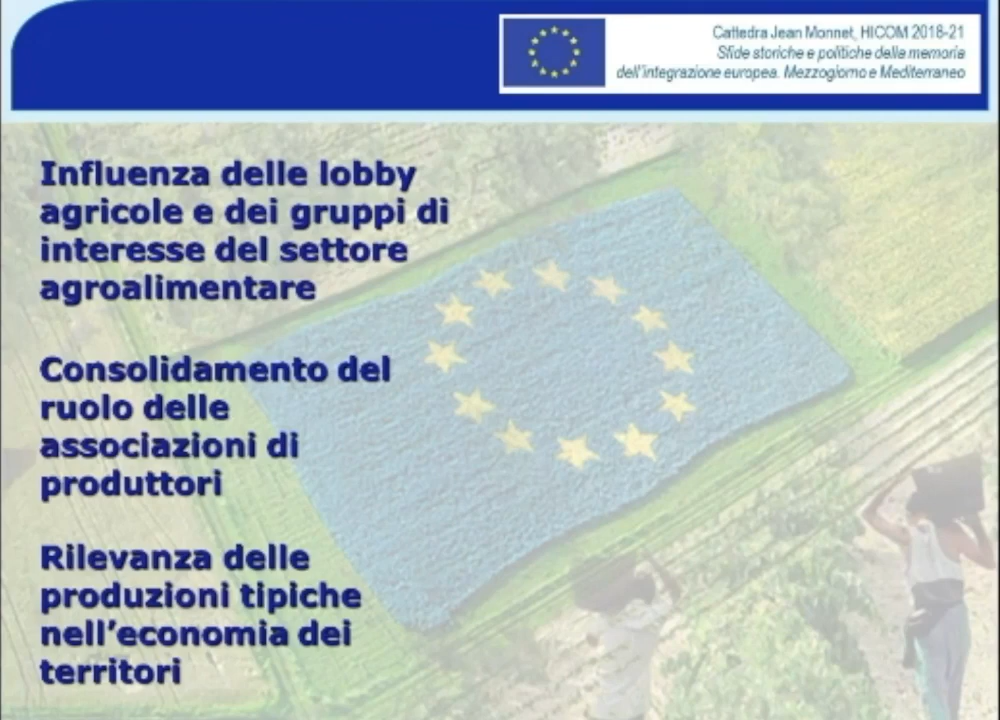 Cattedra Jean Monnet, HICOM 2018-21
Sfide storiche e politiche della memoria
dell'integrazione europea. Mezzogiorno e Mediterraneo
Influenza delle lobby
agricole e dei gruppi di
interesse del settore
agroalimentare
Consolidamento del
ruolo delle
associazioni di
produttori
Rilevanza delle
produzioni tipiche
nell’economia dei
territori